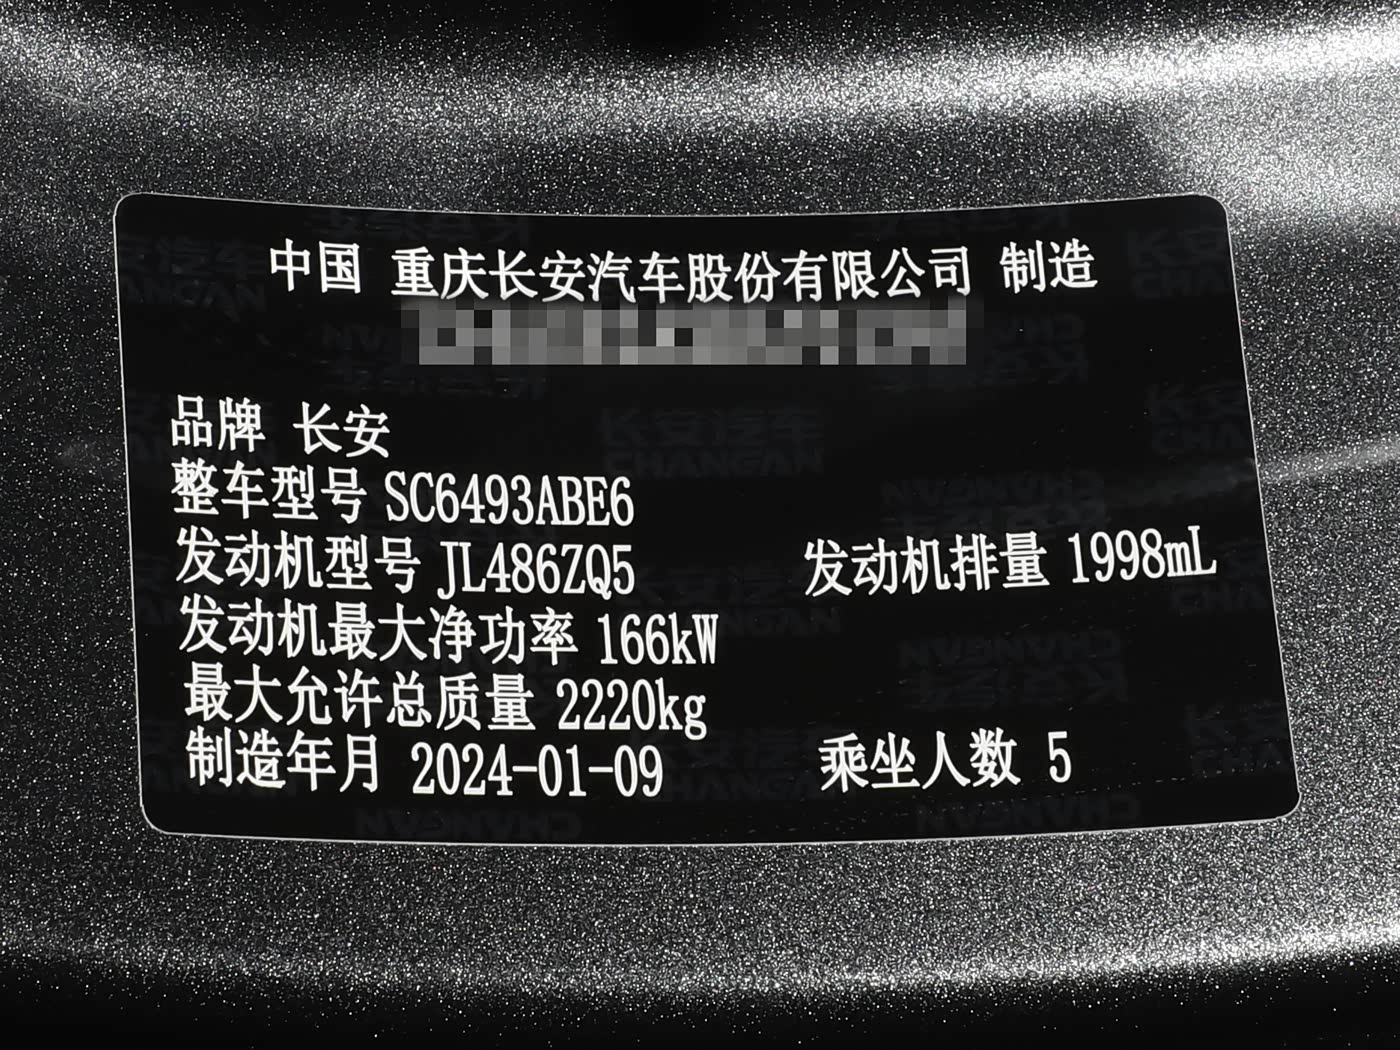 中国 重庆长安汽车股份有限公司 制造
品牌 长安
整车型号 SC6493ABE6
发动机型号 JL486ZQ5 发动机排量 1998mL
发动机最大净功率 166kW
最大允许总质量 2220kg
制造年月 2024-01-09 乘坐人数 5